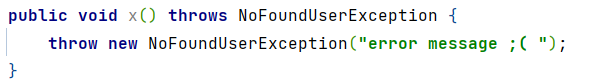 public void x() throws NoFoundUserException {
    throw new NoFoundUserException("error message ;( ");
}